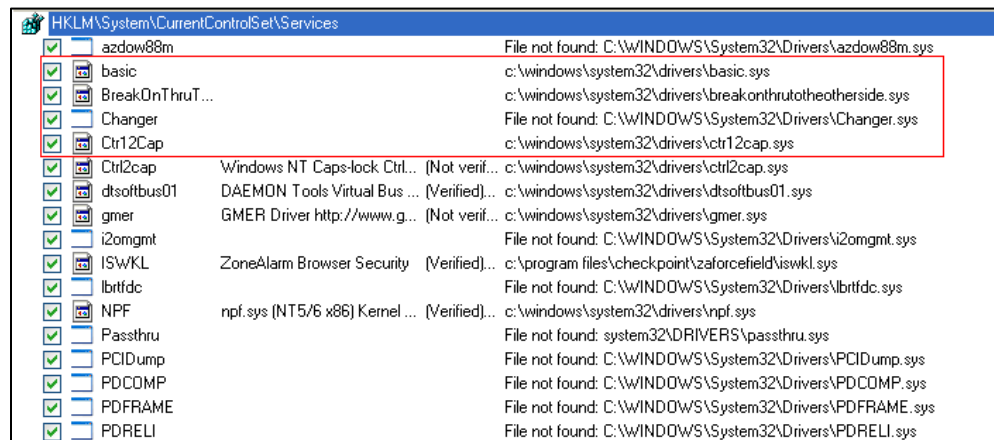 HKLM\System\CurrentControlSet\Services
azdow88m File not found: C:\WINDOWS\System32\Drivers\azdow88m.sys
basic c:\windows\system32\drivers\basic.sys
BreakOnThruT... c:\windows\system32\drivers\breakonthrutotheotherside.sys
Changer File not found: C:\WINDOWS\System32\Drivers\Changer.sys
Ctr12Cap c:\windows\system32\drivers\ctr12cap.sys
Ctrl2cap Windows NT Caps-lock Ctrl... (Not verif... c:\windows\system32\drivers\ctrl2cap.sys
dtsoftbus01 DAEMON Tools Virtual Bus ... (Verified)... c:\windows\system32\drivers\dtsoftbus01.sys
gmer GMER Driver http://www.g... (Not verif... c:\windows\system32\drivers\gmer.sys
i2omgmt File not found: C:\WINDOWS\System32\Drivers\i2omgmt.sys
ISWKL ZoneAlarm Browser Security (Verified)... c:\program files\checkpoint\zaforcefield\iswkl.sys
lbrtfdc File not found: C:\WINDOWS\System32\Drivers\lbrtfdc.sys
NPF npf.sys (NT5/6 x86) Kernel ... (Verified)... c:\windows\system32\drivers\npf.sys
Passthru File not found: system32\DRIVERS\passthru.sys
PCIDump File not found: C:\WINDOWS\System32\Drivers\PCIDump.sys
PDCOMP File not found: C:\WINDOWS\System32\Drivers\PDCOMP.sys
PDFRAME File not found: C:\WINDOWS\System32\Drivers\PDFRAME.sys
PDRELI File not found: C:\WINDOWS\System32\Drivers\PDRELI.sys